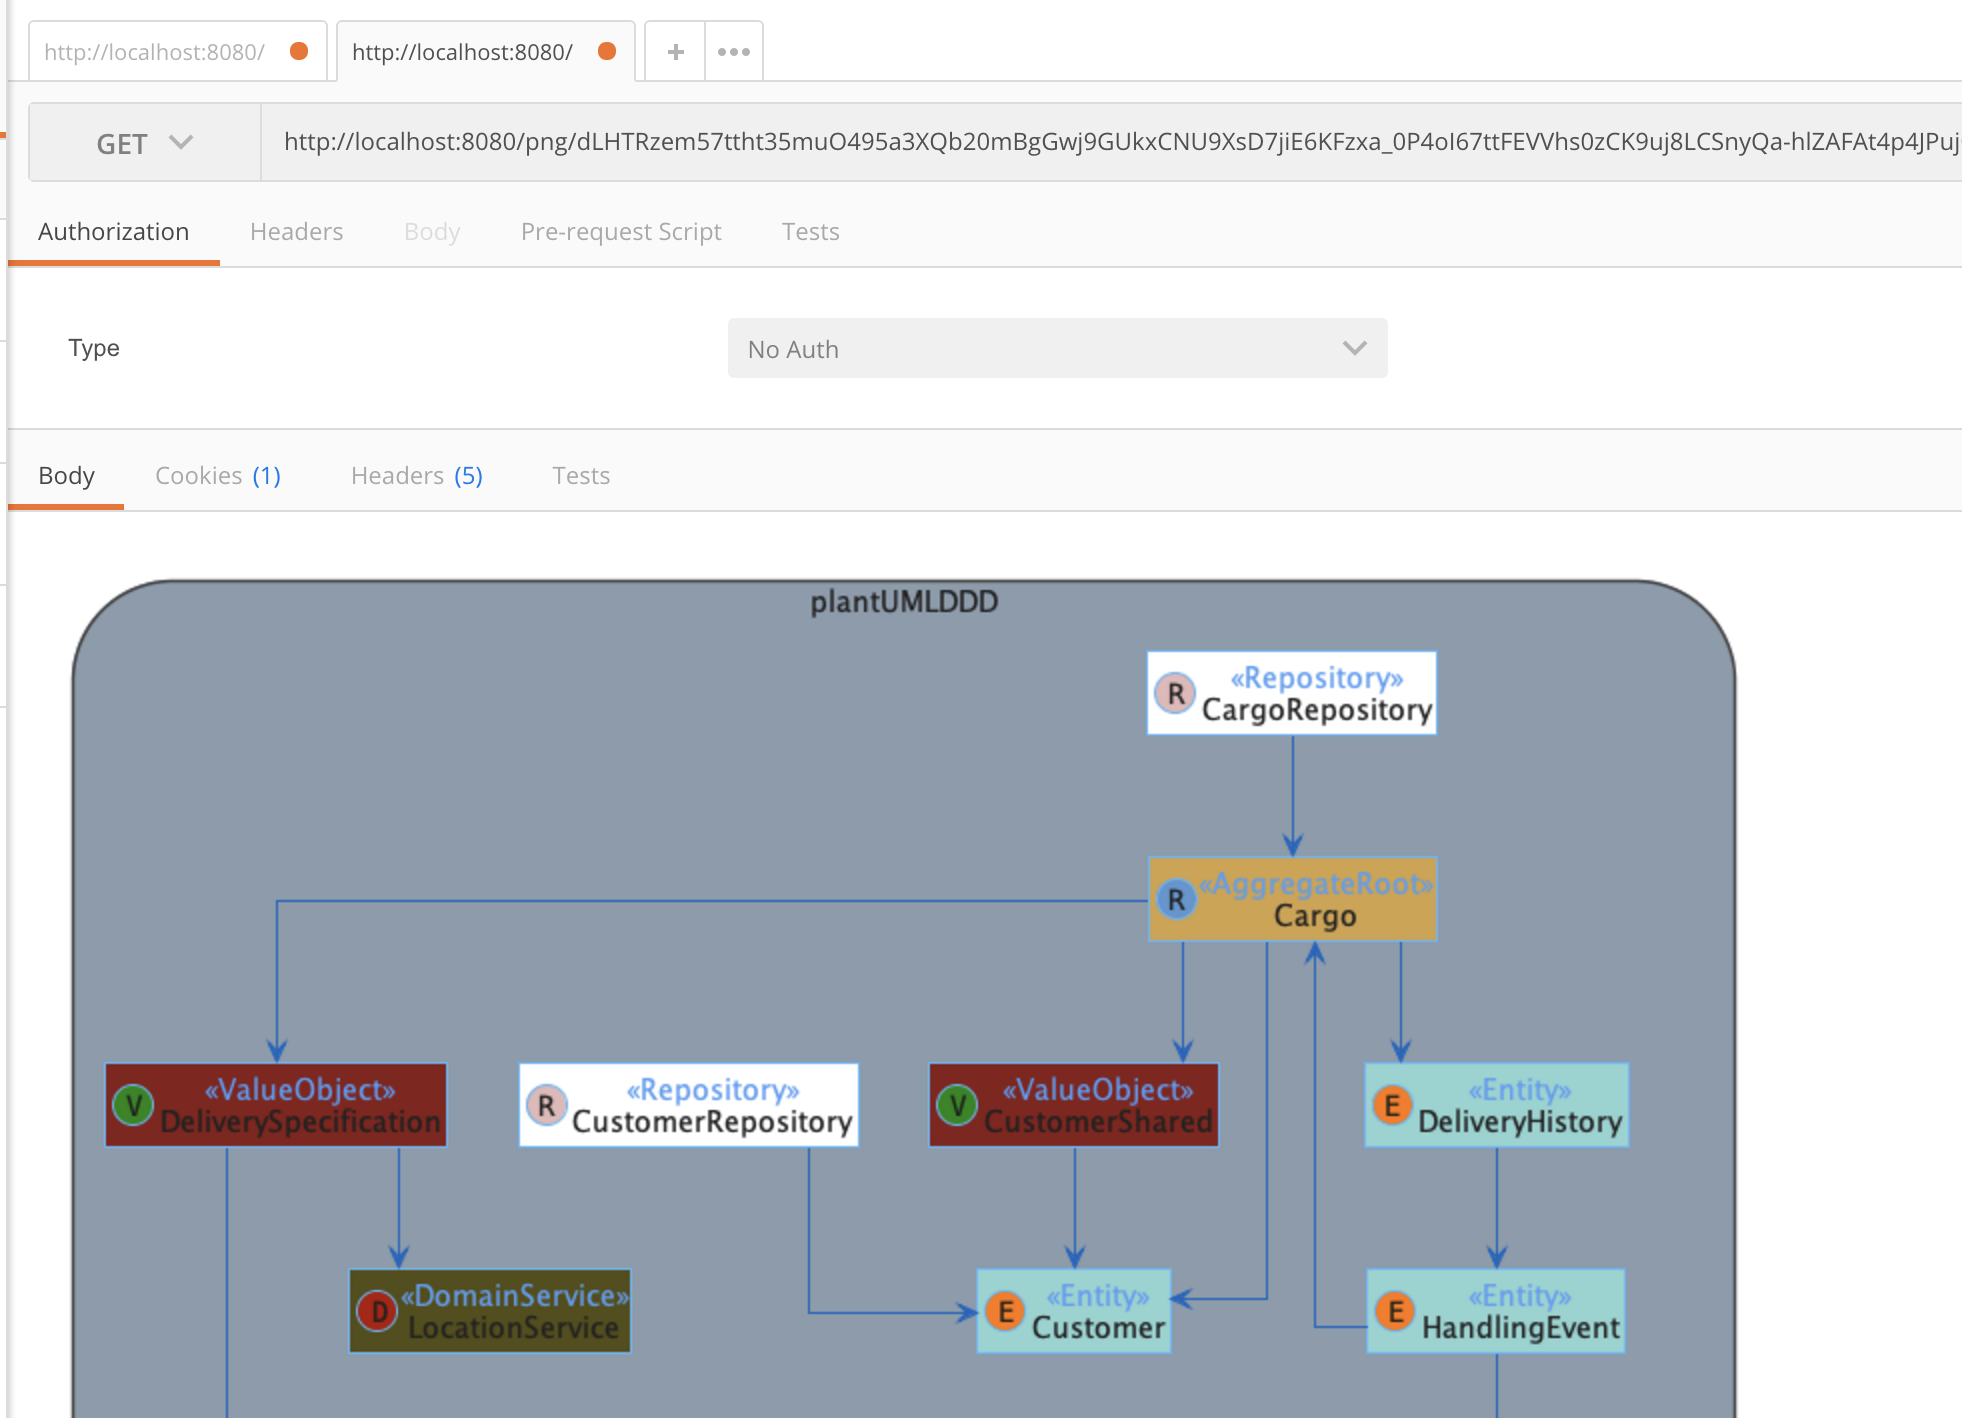 http://localhost:8080/ http://localhost:8080/ + •••
GET http://localhost:8080/png/dLHTRzem57ttht35muO495a3XQb20mBgGwj9GUkxCNU9XsD7jiE6KFzxa_0P4oI67ttFEVVhs0zCK9uj8LCSnyQa-hlZAFAt4p4JPuj
Authorization Headers Body Pre-request Script Tests
Type No Auth
Body Cookies (1) Headers (5) Tests
plantUMLDDD
R «Repository»
CargoRepository
R «AggregateRoot»
Cargo
V «ValueObject»
DeliverySpecification
R «Repository»
CustomerRepository
V «ValueObject»
CustomerShared
E «Entity»
DeliveryHistory
D «DomainService»
LocationService
E «Entity»
Customer
E «Entity»
HandlingEvent